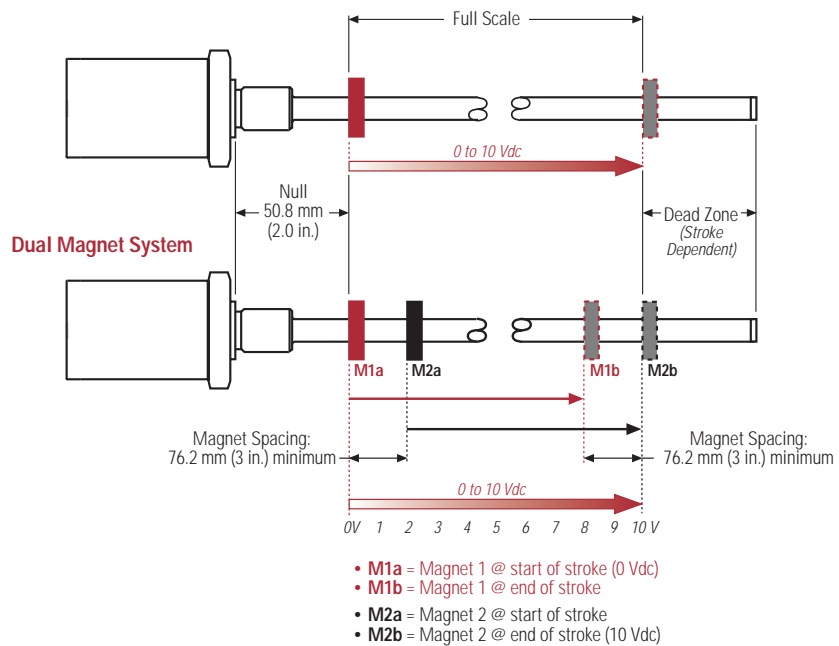 Full Scale
0 to 10 Vdc
Null
50.8 mm
(2.0 in.)
Dead Zone
(Stroke
Dependent)
Dual Magnet System
M1a
M2a
M1b
M2b
Magnet Spacing:
76.2 mm (3 in.) minimum
Magnet Spacing:
76.2 mm (3 in.) minimum
0 to 10 Vdc
0V 1 2 3 4 5 6 7 8 9 10 V
• M1a = Magnet 1 @ start of stroke (0 Vdc)
• M1b = Magnet 1 @ end of stroke
• M2a = Magnet 2 @ start of stroke
• M2b = Magnet 2 @ end of stroke (10 Vdc)